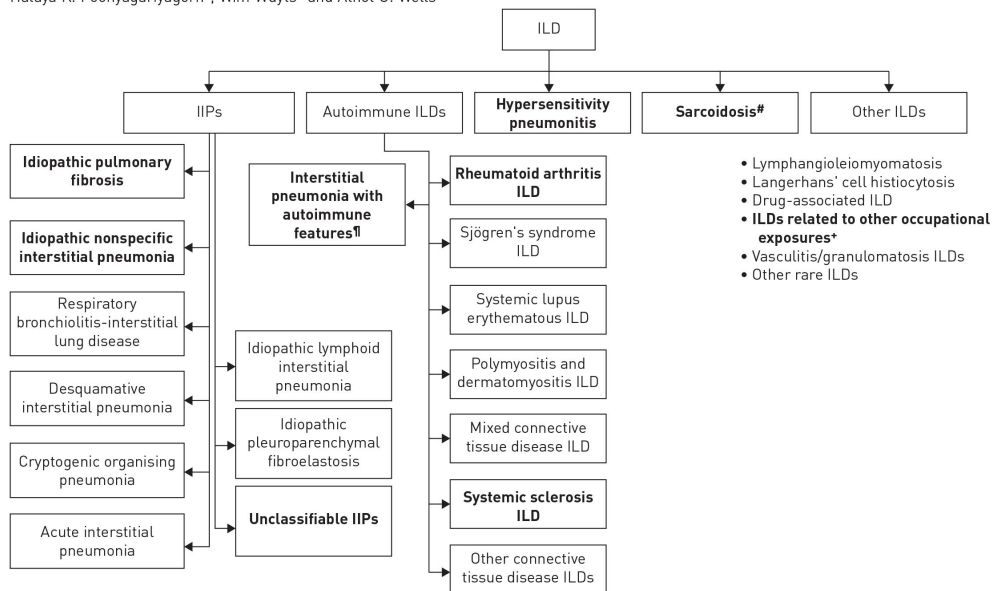 Wim Wuyts and Athol U. Wells
ILD
IIPs
Autoimmune ILDs
Hypersensitivity
pneumonitis
Sarcoidosis#
Other ILDs
Idiopathic pulmonary
fibrosis
Idiopathic nonspecific
interstitial pneumonia
Respiratory
bronchiolitis-interstitial
lung disease
Desquamative
interstitial pneumonia
Cryptogenic organising
pneumonia
Acute interstitial
pneumonia
Idiopathic lymphoid
interstitial
pneumonia
Idiopathic
pleuroparenchymal
fibroelastosis
Unclassifiable IIPs
Interstitial
pneumonia with
autoimmune
features¶
Rheumatoid arthritis
ILD
Sjögren's syndrome
ILD
Systemic lupus
erythematous ILD
Polymyositis and
dermatomyositis ILD
Mixed connective
tissue disease ILD
Systemic sclerosis
ILD
Other connective
tissue disease ILDs
• Lymphangioleiomyomatosis
• Langerhans' cell histiocytosis
• Drug-associated ILD
• ILDs related to other occupational
exposures+
• Vasculitis/granulomatosis ILDs
• Other rare ILDs